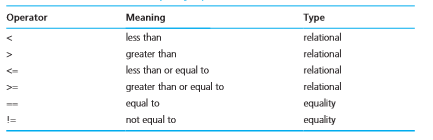 Operator Meaning Type
< less than relational
> greater than relational
<= less than or equal to relational
>= greater than or equal to relational
== equal to equality
!= not equal to equality